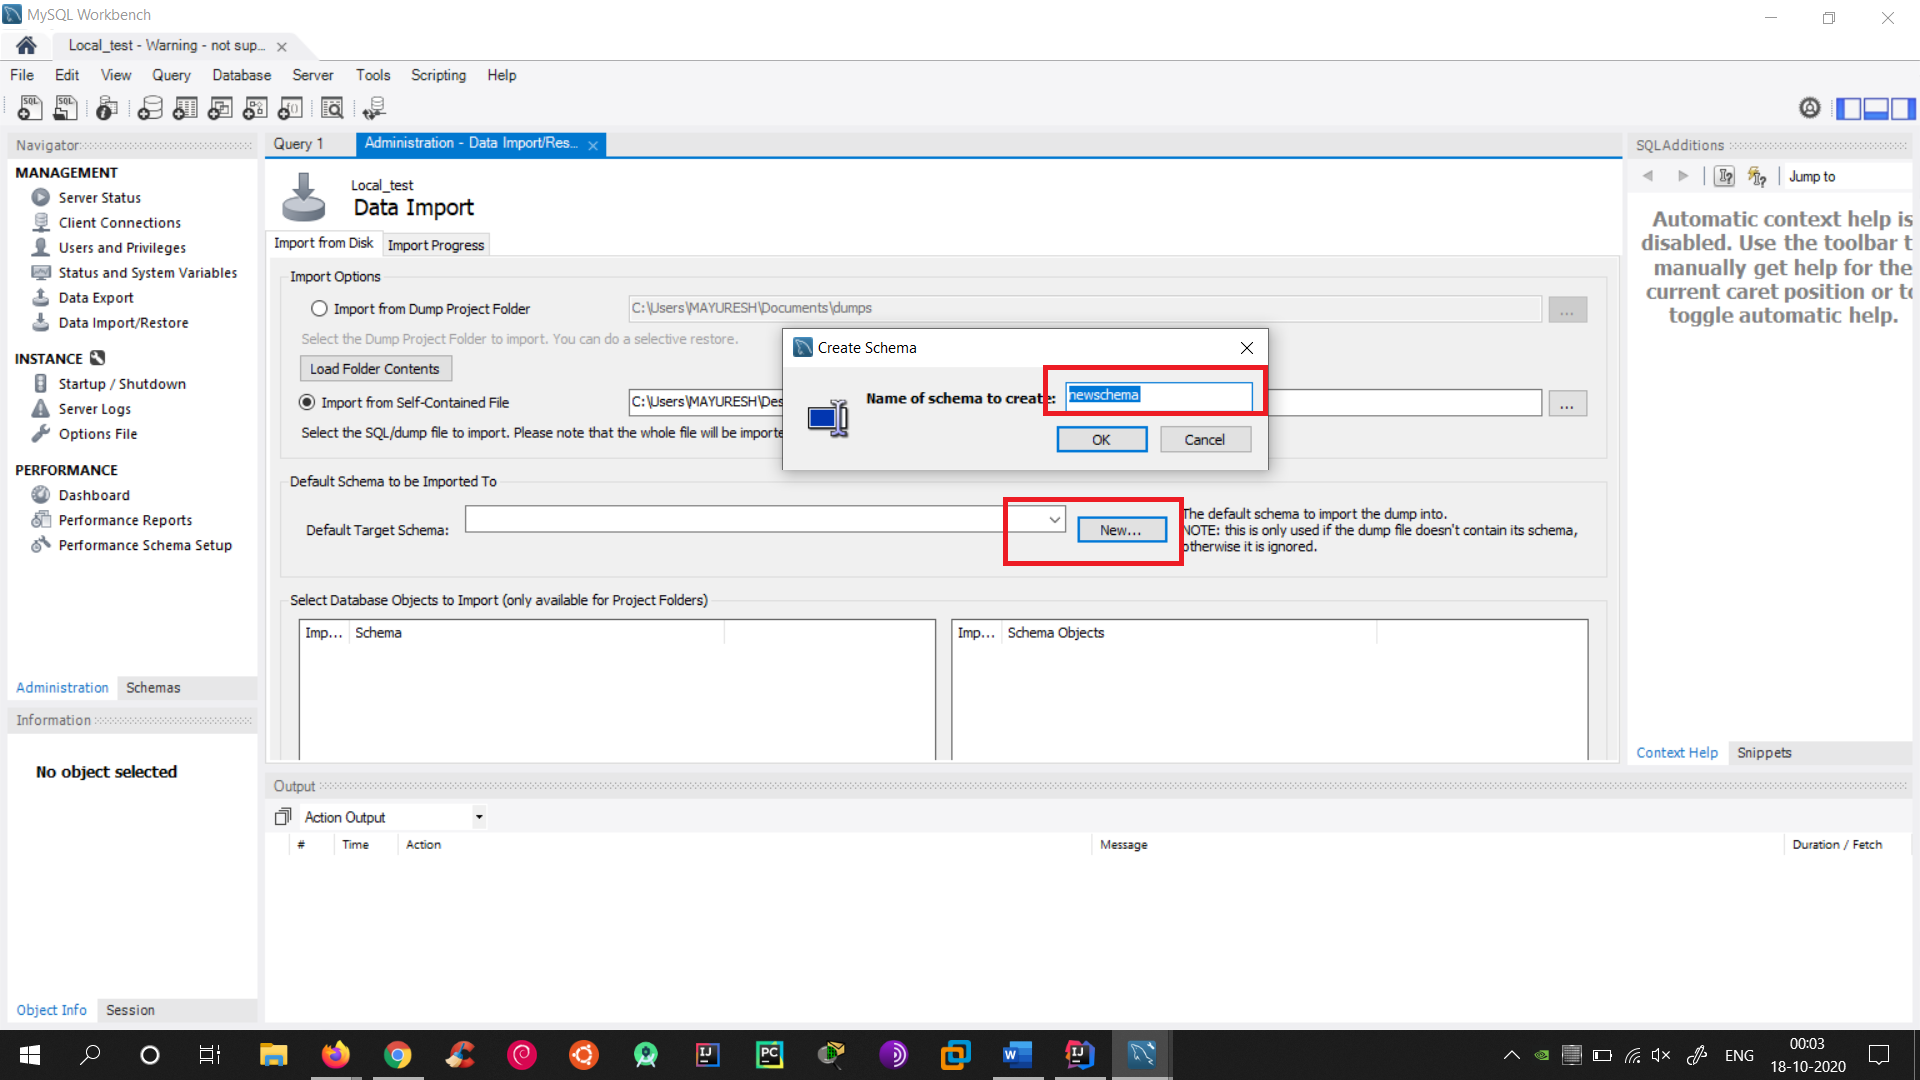 MySQL Workbench
Local_test - Warning - not sup...
File Edit View Query Database Server Tools Scripting Help
Navigator
MANAGEMENT
Server Status
Client Connections
Users and Privileges
Status and System Variables
Data Export
Data Import/Restore
INSTANCE
Startup / Shutdown
Server Logs
Options File
PERFORMANCE
Dashboard
Performance Reports
Performance Schema Setup
Administration Schemas
Information
No object selected
Object Info Session
Query 1 Administration - Data Import/Res...
Local_test
Data Import
Import from Disk Import Progress
Import Options
Import from Dump Project Folder C:\Users\MAYURESH\Documents\dumps ...
Select the Dump Project Folder to import. You can do a selective restore.
Load Folder Contents
Import from Self-Contained File C:\Users\MAYURESH\Des ...
Select the SQL/dump file to import. Please note that the whole file will be importe
Create Schema
Name of schema to create: newschema
OK Cancel
Default Schema to be Imported To
Default Target Schema: New...
The default schema to import the dump into.
NOTE: this is only used if the dump file doesn't contain its schema,
otherwise it is ignored.
Select Database Objects to Import (only available for Project Folders)
Imp... Schema
Imp... Schema Objects
Output
Action Output
# Time Action Message Duration / Fetch
SQLAdditions
Jump to
Automatic context help is
disabled. Use the toolbar t
manually get help for the
current caret position or to
toggle automatic help.
Context Help Snippets
ENG
00:03
18-10-2020